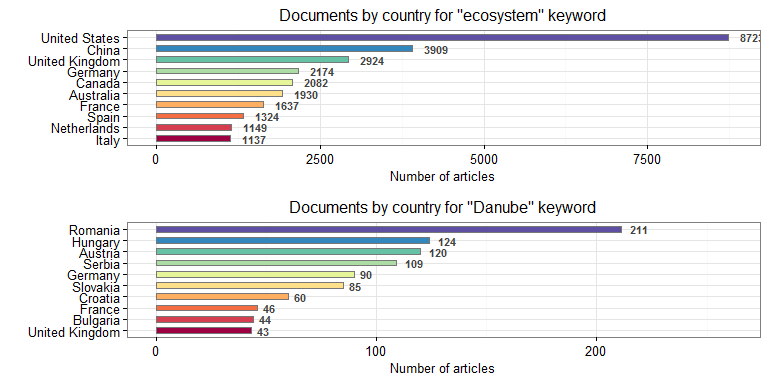 Documents by country for "ecosystem" keyword
United States 8723
China 3909
United Kingdom 2924
Germany 2174
Canada 2082
Australia 1930
France 1637
Spain 1324
Netherlands 1149
Italy 1137
0 2500 5000 7500
Number of articles
Documents by country for "Danube" keyword
Romania 211
Hungary 124
Austria 120
Serbia 109
Germany 90
Slovakia 85
Croatia 60
France 46
Bulgaria 44
United Kingdom 43
0 100 200
Number of articles